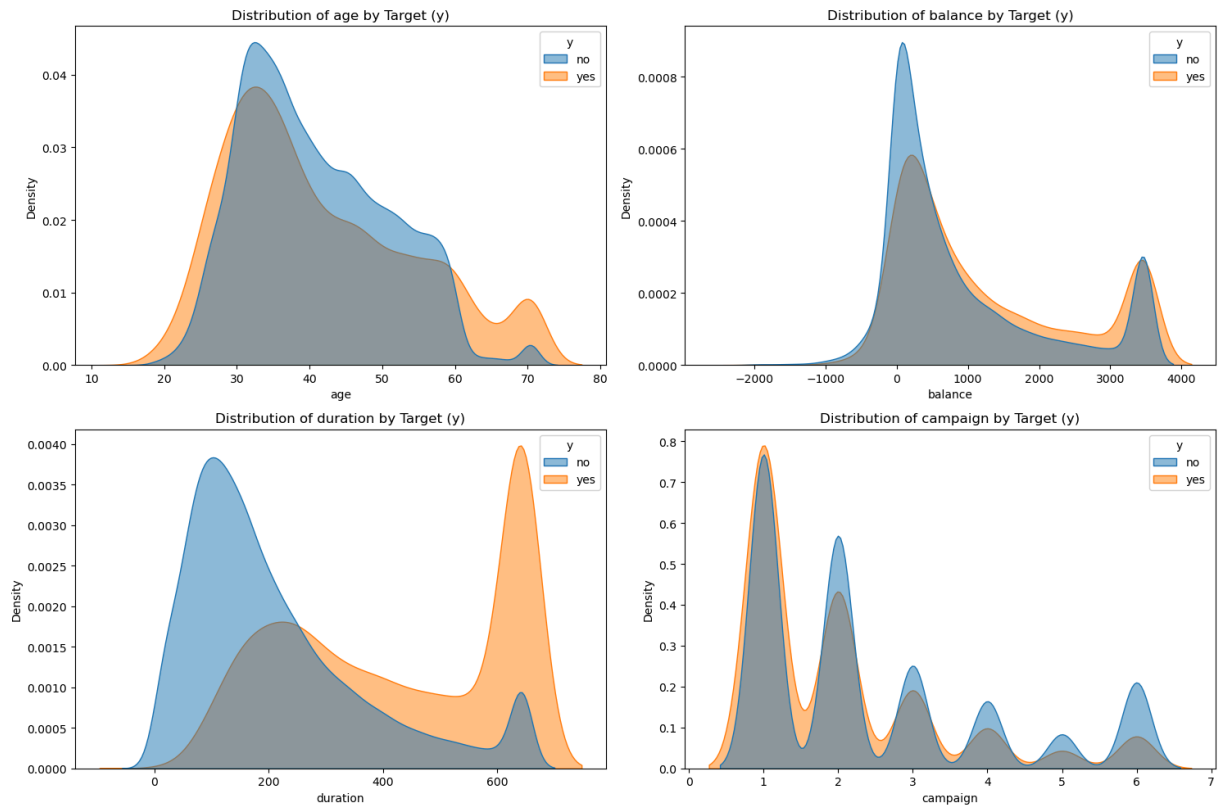 Distribution of age by Target (y)
Density
0.04
0.03
0.02
0.01
0.00
10 20 30 40 50 60 70 80
age
y
no
yes
Distribution of balance by Target (y)
Density
0.0008
0.0006
0.0004
0.0002
0.0000
−2000 −1000 0 1000 2000 3000 4000
balance
y
no
yes
Distribution of duration by Target (y)
Density
0.0040
0.0035
0.0030
0.0025
0.0020
0.0015
0.0010
0.0005
0.0000
0 200 400 600
duration
y
no
yes
Distribution of campaign by Target (y)
Density
0.8
0.7
0.6
0.5
0.4
0.3
0.2
0.1
0.0
0 1 2 3 4 5 6 7
campaign
y
no
yes